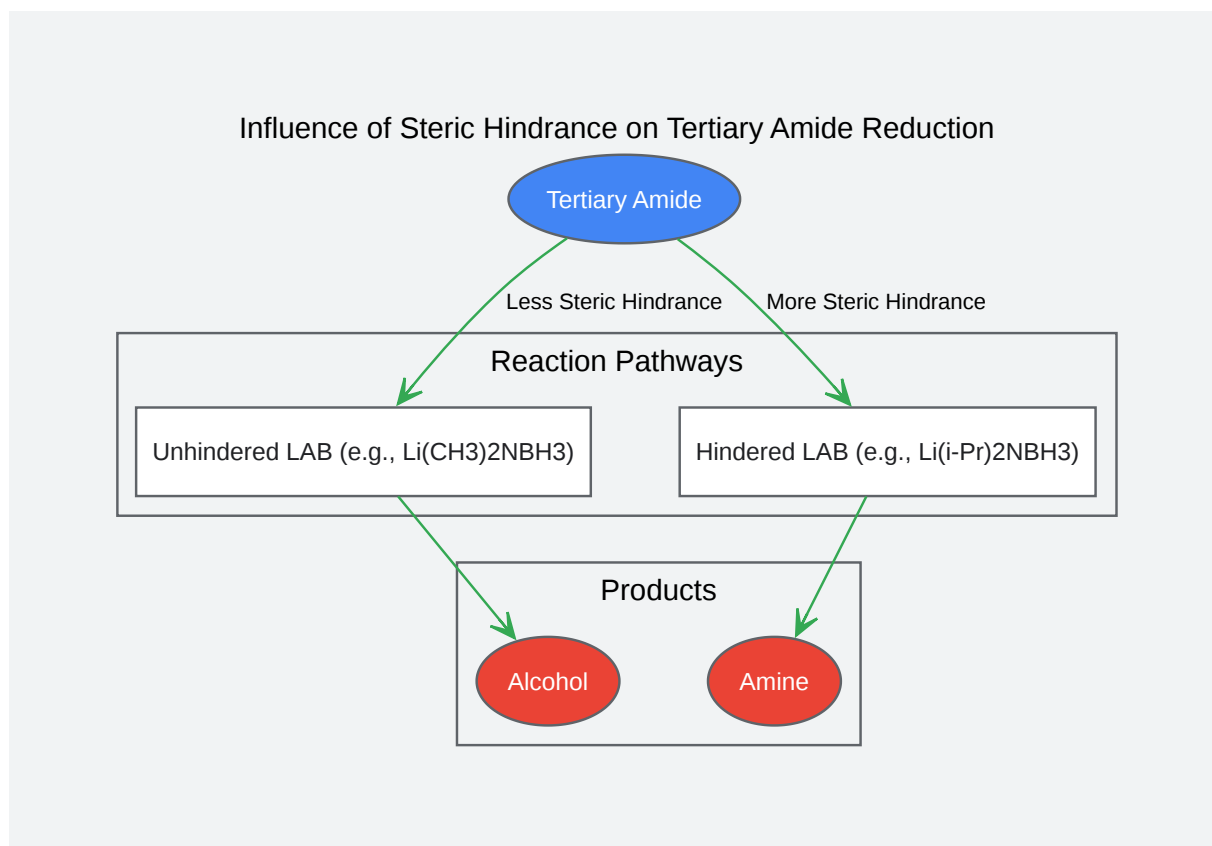 Influence of Steric Hindrance on Tertiary Amide Reduction
Tertiary Amide
Less Steric Hindrance
More Steric Hindrance
Reaction Pathways
Unhindered LAB (e.g., Li(CH3)2NBH3)
Hindered LAB (e.g., Li(i-Pr)2NBH3)
Products
Alcohol
Amine